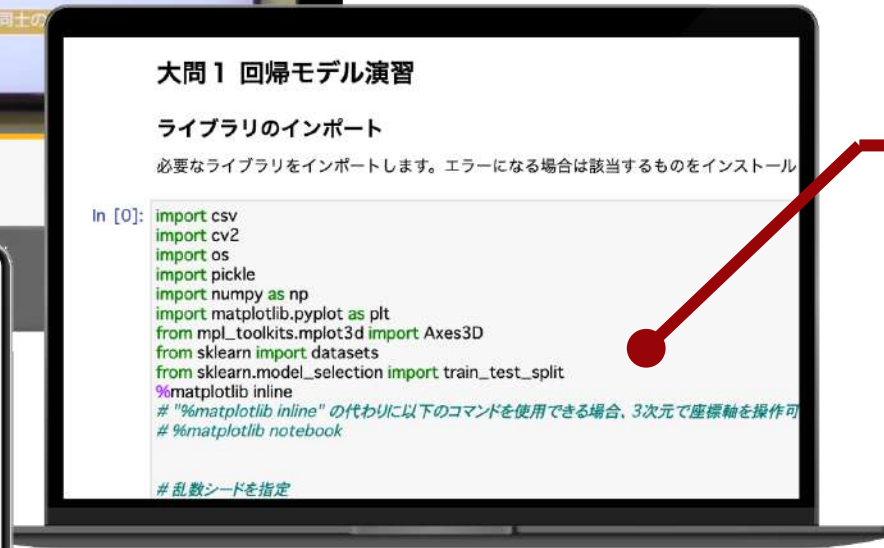 同士の
大問1 回帰モデル演習
ライブラリのインポート
必要なライブラリをインポートします。エラーになる場合は該当するものをインストール
In [0]: import csv
import cv2
import os
import pickle
import numpy as np
import matplotlib.pyplot as plt
from mpl_toolkits.mplot3d import Axes3D
from sklearn import datasets
from sklearn.model_selection import train_test_split
%matplotlib inline
# "%matplotlib inline" の代わりに以下のコマンドを使用できる場合、3次元で座標軸を操作可
# %matplotlib notebook
# 乱数シードを指定